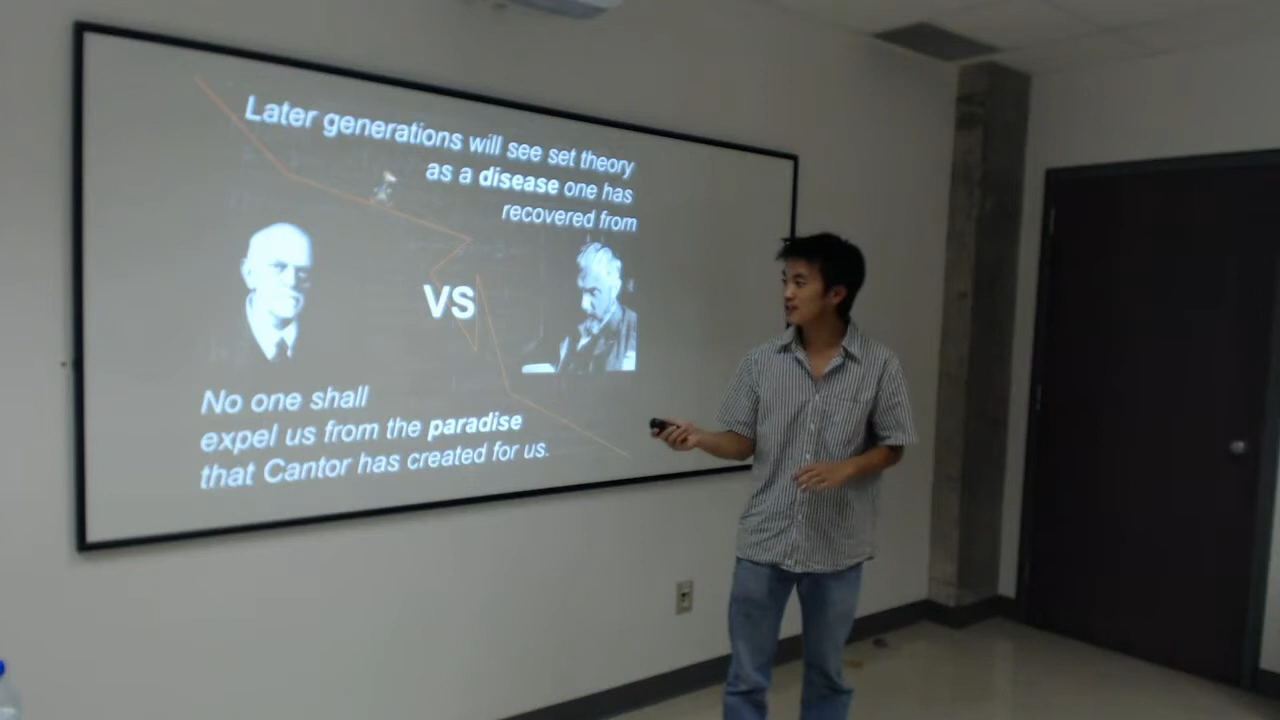 Later generations will see set theory
as a disease one has
recovered from
VS
No one shall
expel us from the paradise
that Cantor has created for us.